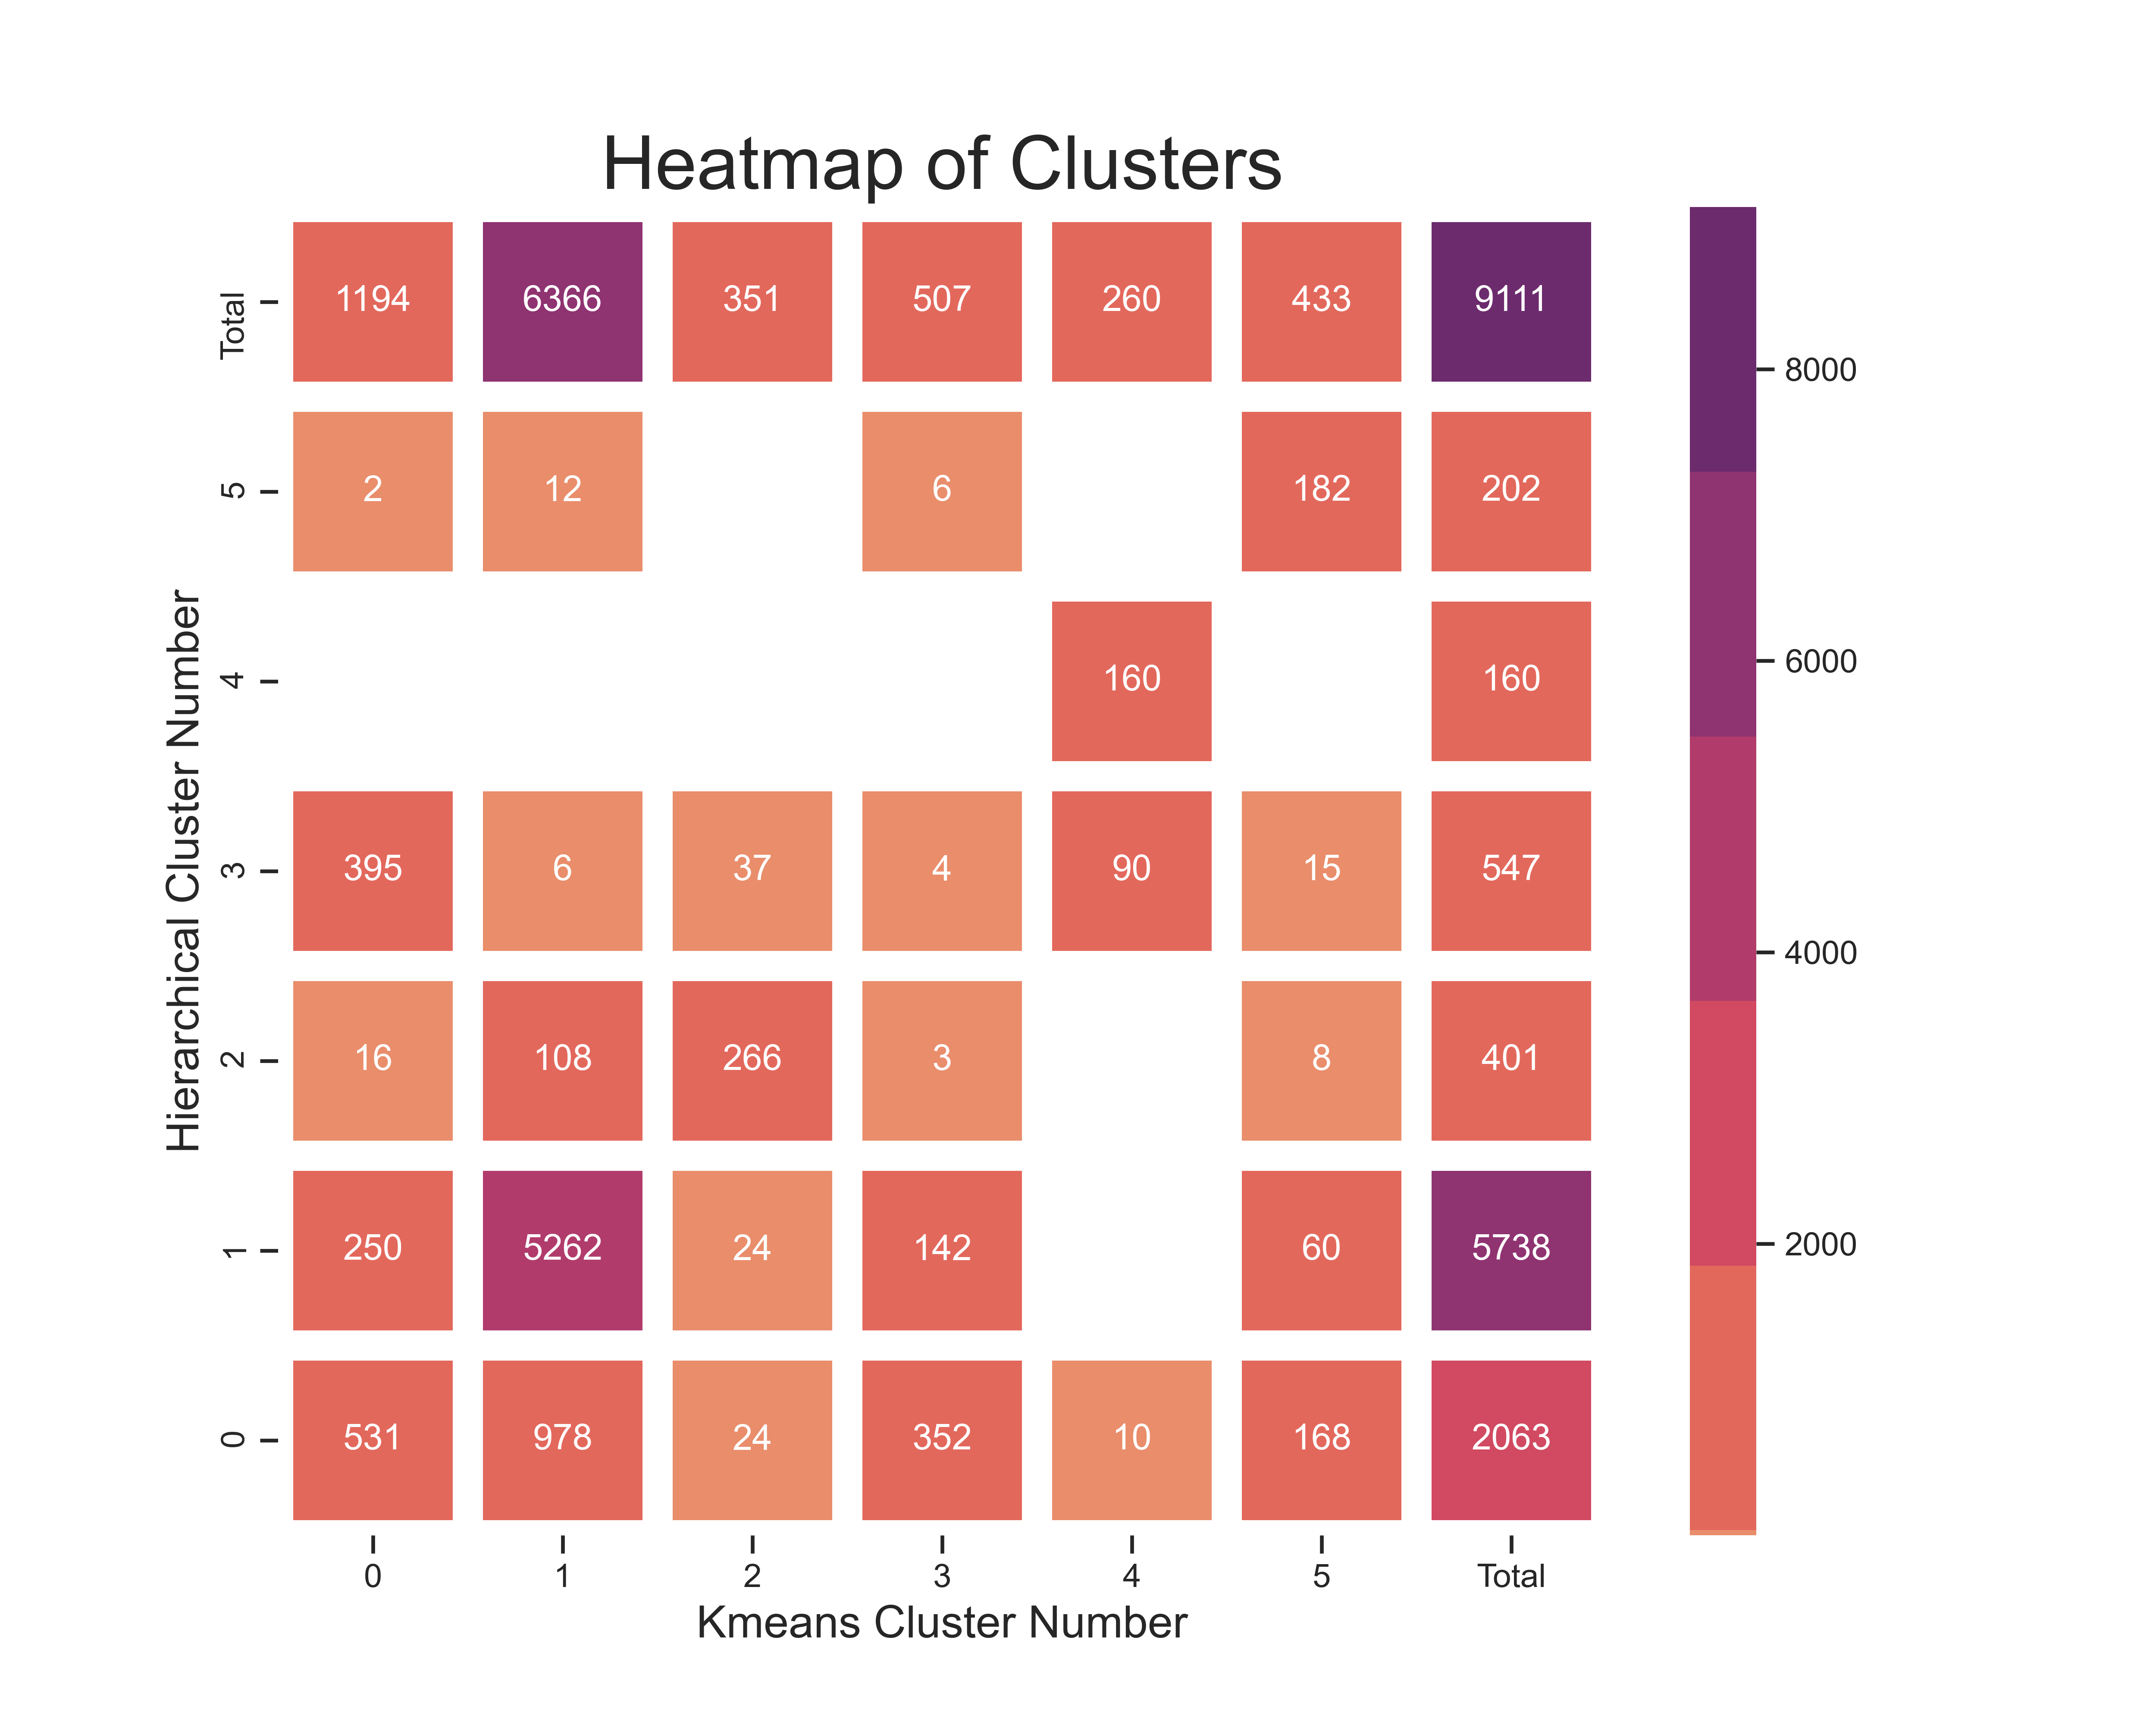 Heatmap of Clusters
Total 1194 6366 351 507 260 433 9111
5 2 12 6 182 202
4 160 160
3 395 6 37 4 90 15 547
2 16 108 266 3 8 401
1 250 5262 24 142 60 5738
0 531 978 24 352 10 168 2063
0 1 2 3 4 5 Total
Kmeans Cluster Number
Hierarchical Cluster Number
8000
6000
4000
2000